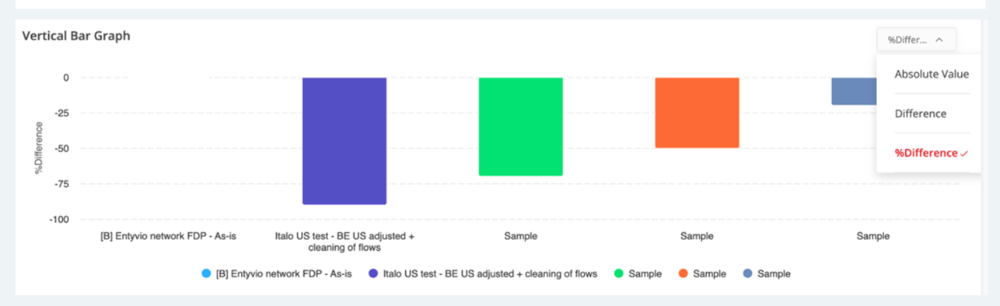 Vertical Bar Graph
%Differ...
Absolute Value
Difference
%Difference
%Difference
0
-25
-50
-75
-100
[B] Entyvio network FDP - As-is
Italo US test - BE US adjusted +
cleaning of flows
Sample
Sample
Sample
[B] Entyvio network FDP - As-is
Italo US test - BE US adjusted + cleaning of flows
Sample
Sample
Sample